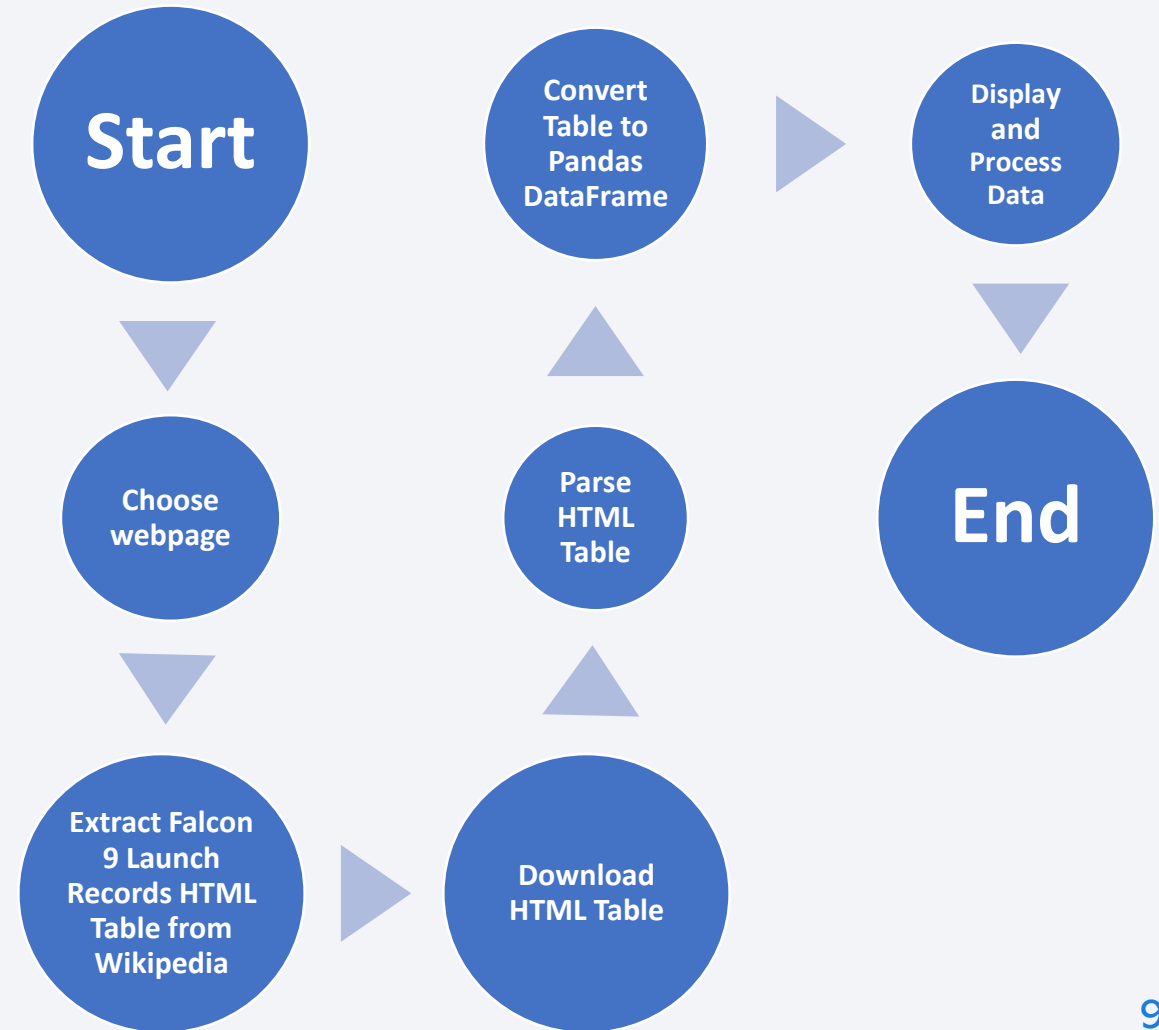 Start
Choose
webpage
Extract Falcon
9 Launch
Records HTML
Table from
Wikipedia
Download
HTML Table
Parse
HTML
Table
Convert
Table to
Pandas
DataFrame
Display
and
Process
Data
End
9